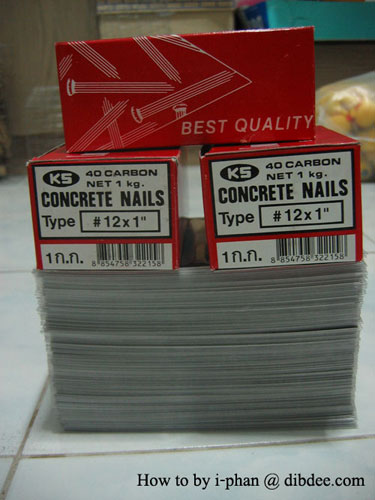 BEST QUALITY
KS
40 CARBON
NET 1 kg.
CONCRETE NAILS
Type #12x1"
1 ก.ก.
8 854758 322158
KS
40 CARBON
NET 1 kg.
CONCRETE NAILS
Type #12x1"
1 ก.ก.
8 854758 322158
How to by i-phan @ dibdee.com